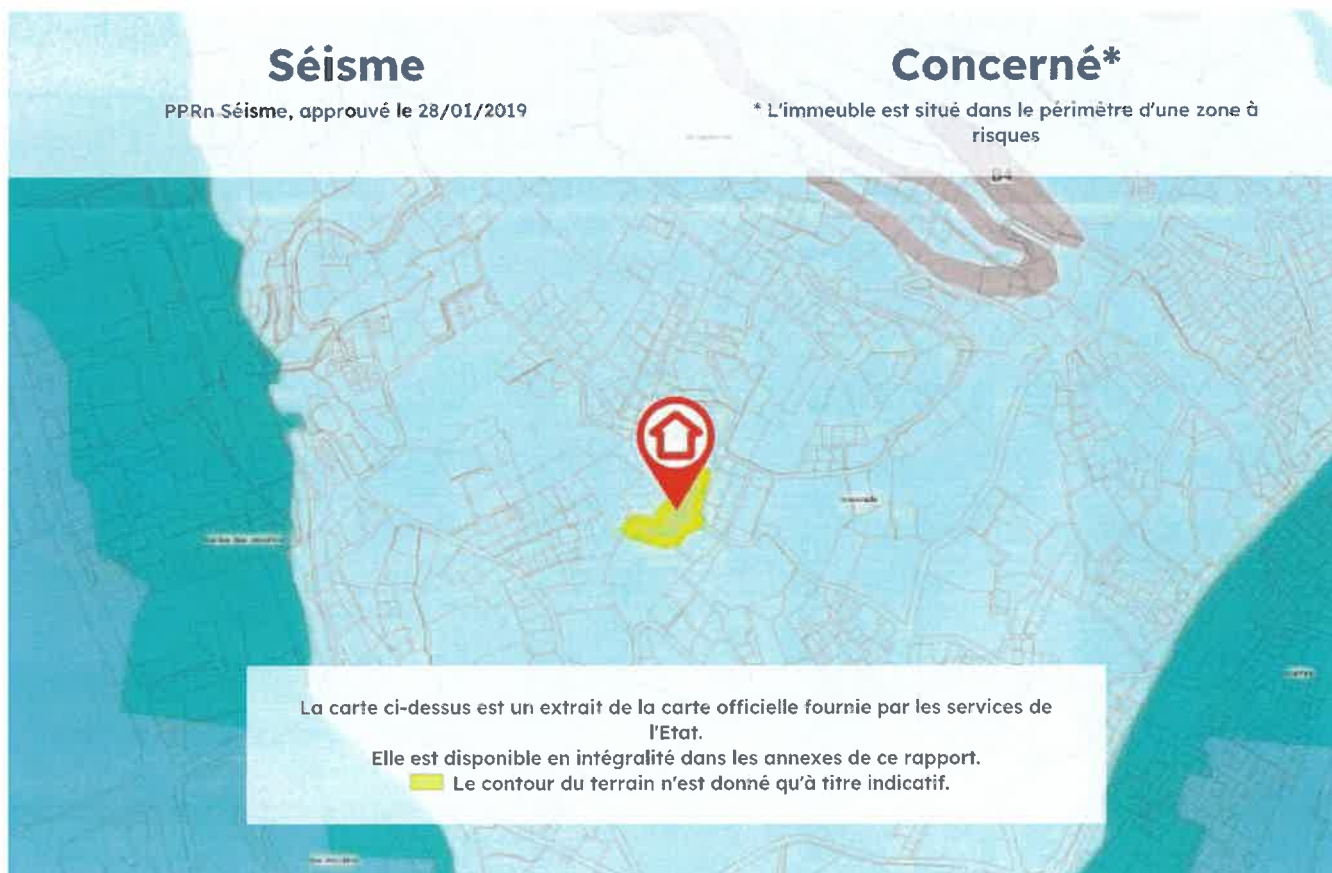 Séisme
PPRn Séisme, approuvé le 28/01/2019
Concerné*
* L'immeuble est situé dans le périmètre d'une zone à
risques
B4
La carte ci-dessus est un extrait de la carte officielle fournie par les services de
l'Etat.
Elle est disponible en intégralité dans les annexes de ce rapport.
Le contour du terrain n'est donné qu'à titre indicatif.